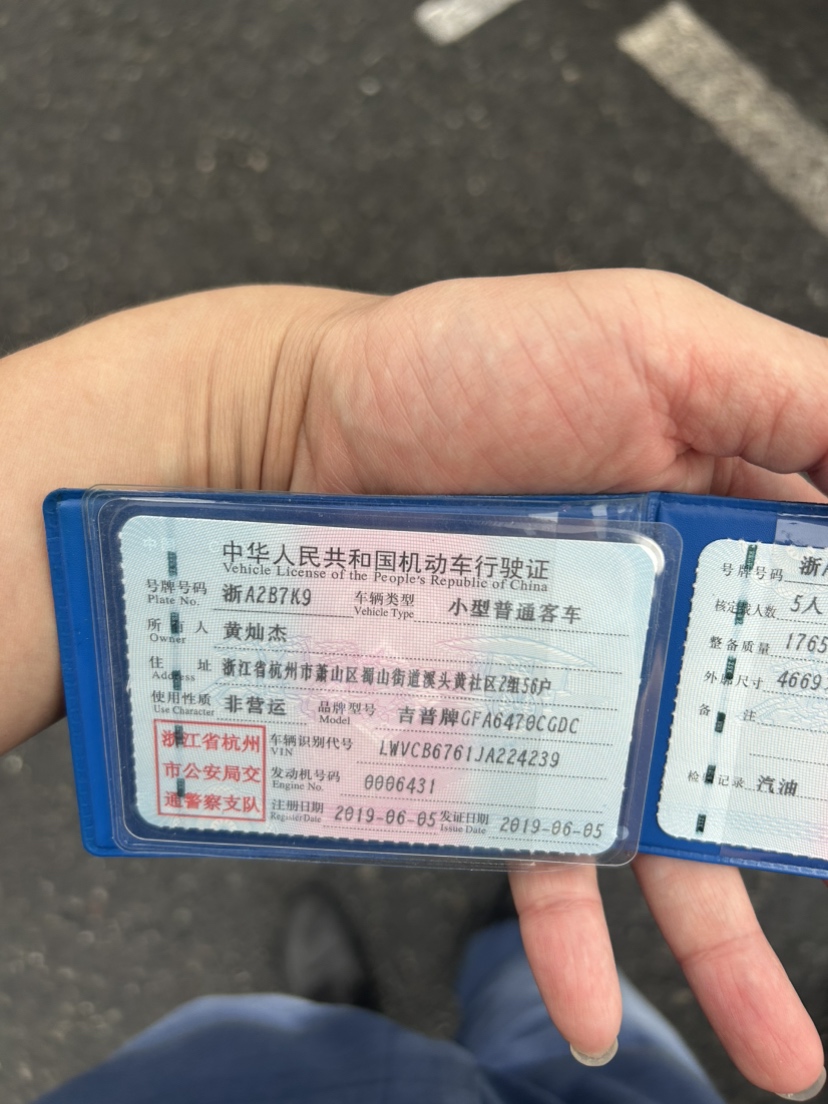 中华人民共和国机动车行驶证
Vehicle License of the People's Republic of China
号牌号码 浙A2B7K9 车辆类型 小型普通客车
Plate No. Vehicle Type
所有人 黄灿杰
Owner
住址 浙江省杭州市萧山区蜀山街道溪头黄社区2组56户
Address
使用性质 非营运 品牌型号 吉普牌GFA6470CGDC
Use Character Model
浙江省杭州
市公安局交
通警察支队
车辆识别代号 LWVCB6761JA224239
VIN
发动机号码 0006431
Engine No.
注册日期 2019-06-05 发证日期 2019-06-05
Register Date Issue Date
号牌号码 浙A
核定载人数 5人
整备质量 1765
外廓尺寸 4669
备注
检验记录 汽油